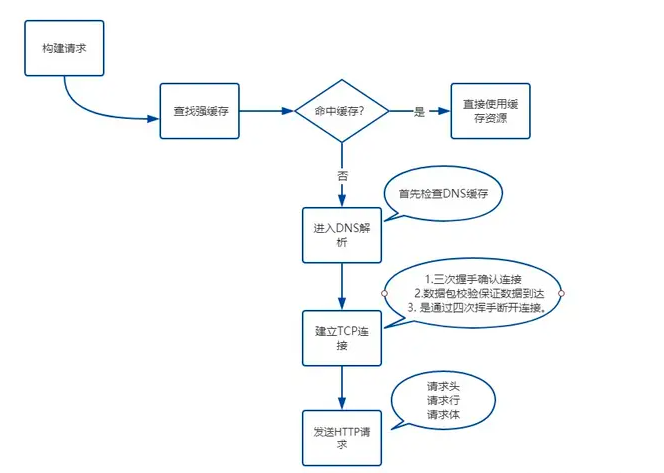 构建请求
查找强缓存
命中缓存?
是
直接使用缓
存资源
否
首先检查DNS缓存
进入DNS解
析
1.三次握手确认连接
2.数据包校验保证数据到达
3. 是通过四次挥手断开连接。
建立TCP连
接
请求头
请求行
请求体
发送HTTP请
求